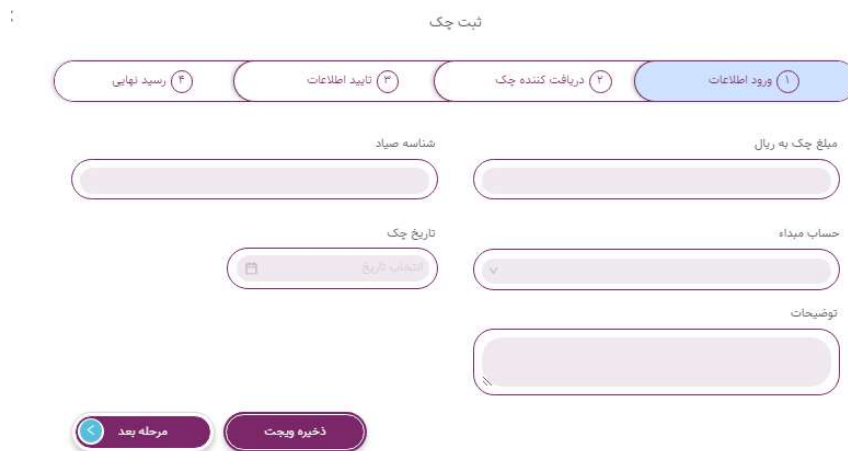 ثبت چک
۱ ورود اطلاعات ۲ دریافت کننده چک ۳ تایید اطلاعات ۴ رسید نهایی
مبلغ چک به ریال
شناسه صیاد
حساب مبداء
تاریخ چک
انتخاب تاریخ
توضیحات
ذخیره ویجت
مرحله بعد